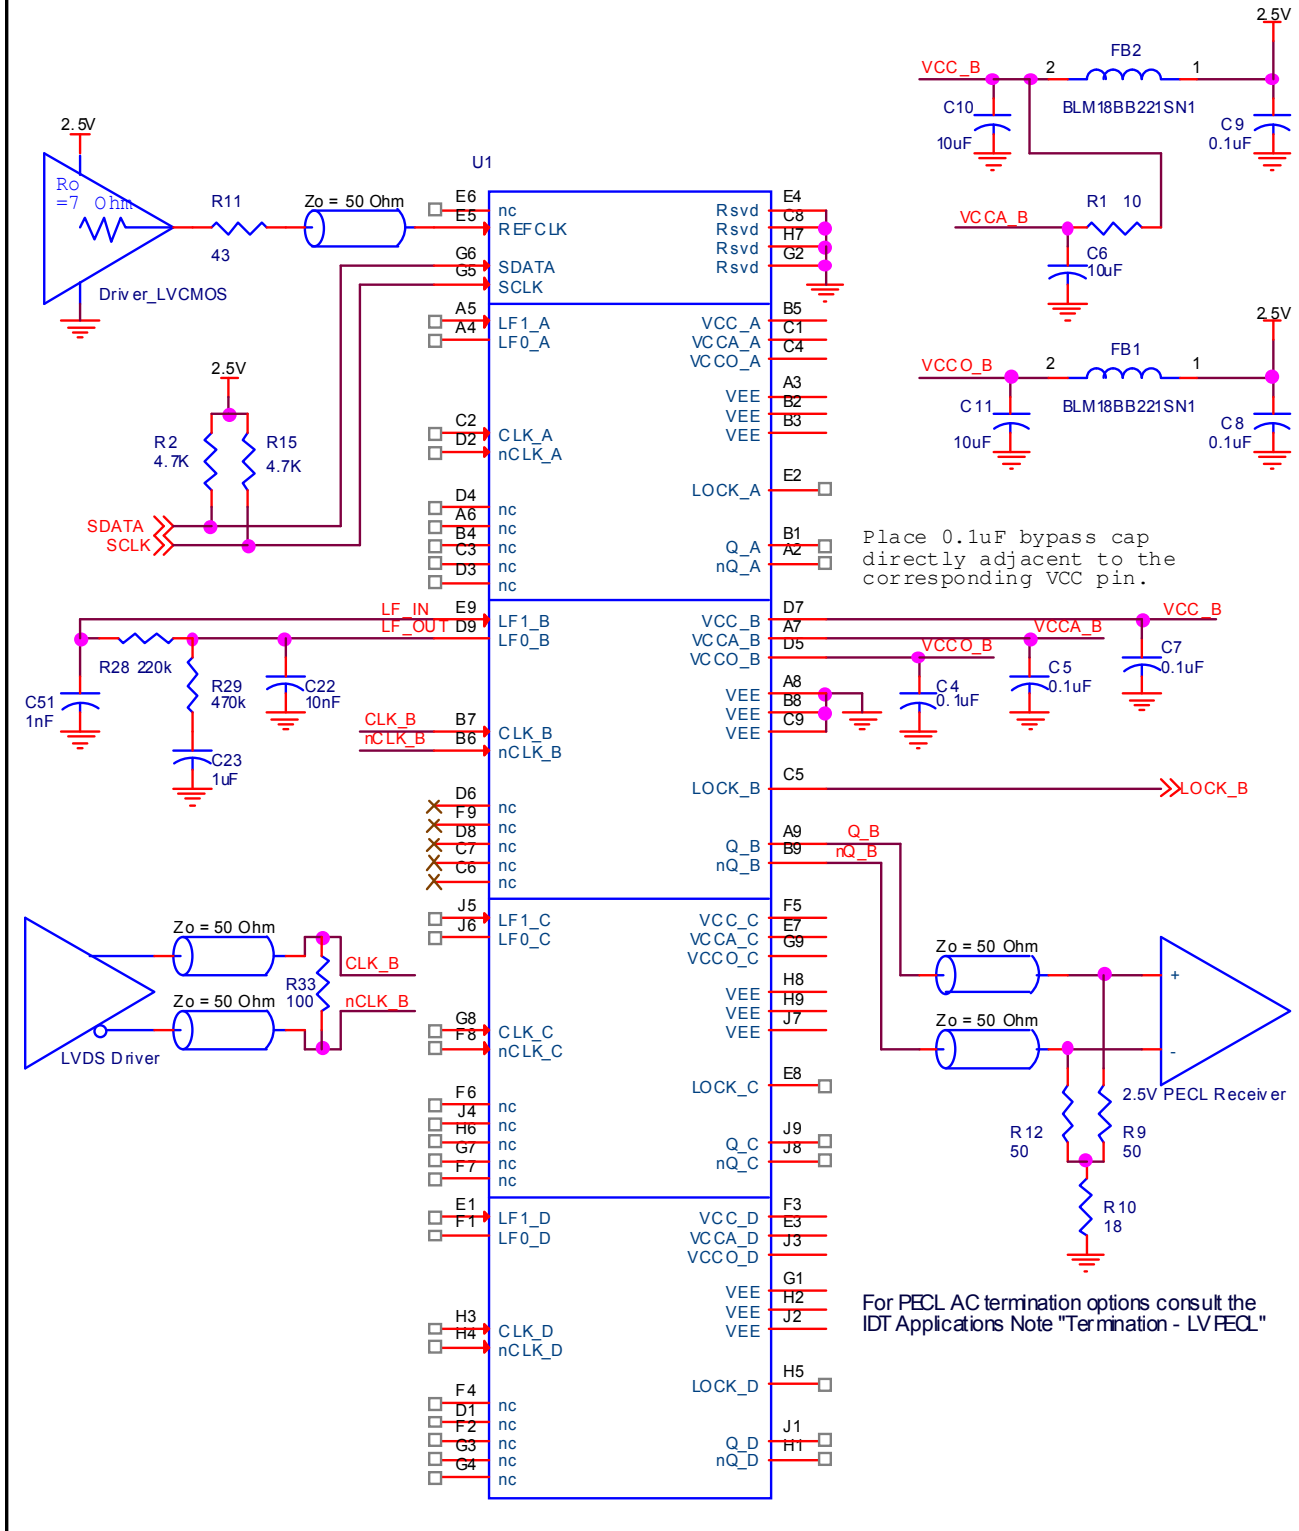 2.5V
FB2
VCC_B
2
1
C10
10uF
BLM18BB221SN1
C9
0.1uF
2.5V
Ro
=7 Ohm
R11
43
Driver_LVCMOS
Zo = 50 Ohm
U1
VCCA_B
R1 10
C6
10uF
2.5V
VCCO_B
2
FB1
1
C11
10uF
BLM18BB221SN1
C8
0.1uF
E6
nc
E5
REFCLK
G6
SDATA
G5
SCLK
Rsvd
E4
Rsvd
C8
Rsvd
H7
Rsvd
G2
A5
LF1_A
A4
LF0_A
VCC_A
B5
VCCA_A
C1
VCCO_A
C4
VEE
A3
VEE
B2
VEE
B3
2.5V
R2
4.7K
R15
4.7K
SDATA
SCLK
C2
CLK_A
D2
nCLK_A
LOCK_A
E2
D4
nc
A6
nc
B4
nc
C3
nc
D3
nc
Q_A
B1
nQ_A
A2
Place 0.1uF bypass cap
directly adjacent to the
corresponding VCC pin.
LF_IN
E9
LF1_B
LF_OUT
D9
LF0_B
R28 220k
C51
1nF
R29
470k
C22
10nF
C23
1uF
VCC_B
D7
VCC_B
VCCA_B
A7
VCCA_B
VCCO_B
D5
VCCO_B
C4
0.1uF
C5
0.1uF
C7
0.1uF
VEE
A8
VEE
B8
VEE
C9
CLK_B
B7
CLK_B
nCLK_B
B6
nCLK_B
LOCK_B
C5
LOCK_B
D6
nc
F9
nc
D8
nc
C7
nc
C6
nc
Q_B
A9
Q_B
nQ_B
B9
nQ_B
Zo = 50 Ohm
Zo = 50 Ohm
R33
100
CLK_B
nCLK_B
LVDS Driver
J5
LF1_C
J6
LF0_C
VCC_C
F5
VCCA_C
E7
VCCO_C
G9
VEE
H8
VEE
H9
VEE
J7
G8
CLK_C
F8
nCLK_C
LOCK_C
E8
F6
nc
J4
nc
H6
nc
G7
nc
F7
nc
Q_C
J9
nQ_C
J8
Zo = 50 Ohm
Zo = 50 Ohm
+
-
2.5V PECL Receiver
R12
50
R9
50
R10
18
E1
LF1_D
F1
LF0_D
VCC_D
F3
VCCA_D
E3
VCCO_D
J3
VEE
G1
VEE
H2
VEE
J2
H3
CLK_D
H4
nCLK_D
LOCK_D
H5
F4
nc
D1
nc
F2
nc
G3
nc
G4
nc
Q_D
J1
nQ_D
H1
For PECL AC termination options consult the
IDT Applications Note "Termination - LVPECL"